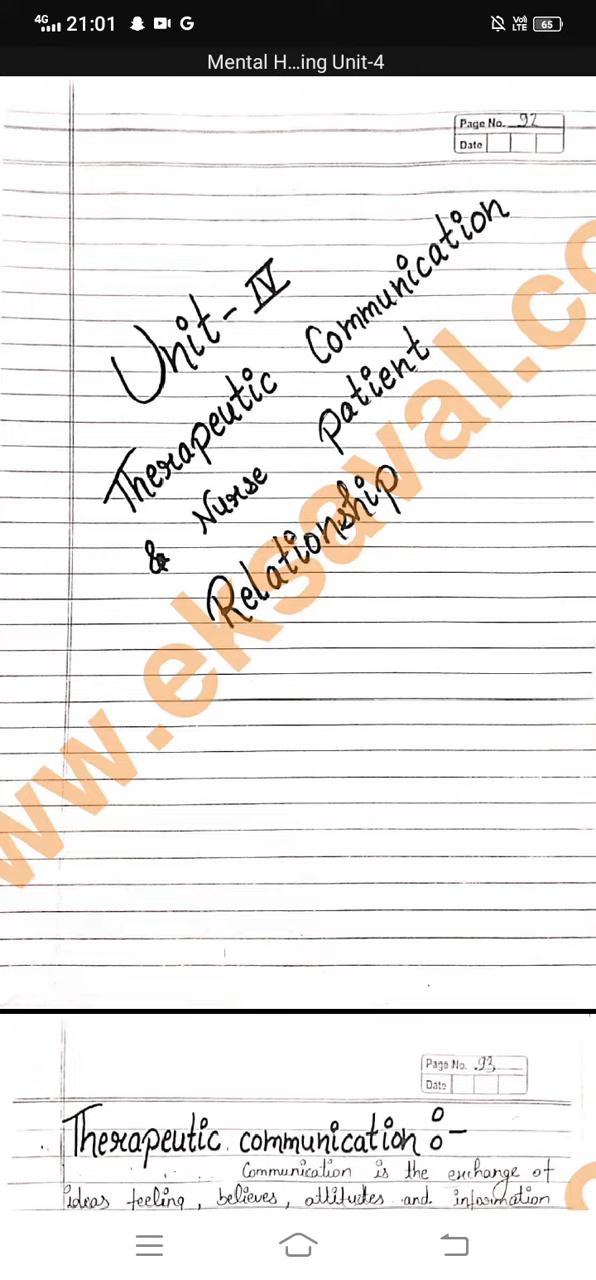 4G 21:01 G Vo) LTE 65
Mental H...ing Unit-4
Page No. 92
Date
Unit - IV
Therapeutic Communication
& Nurse patient
Relationship
www.eksaval.co
Page No. 93
Date
Therapeutic communication :-
Communication is the exchange of
ideas feeling, believes, attitudes and information